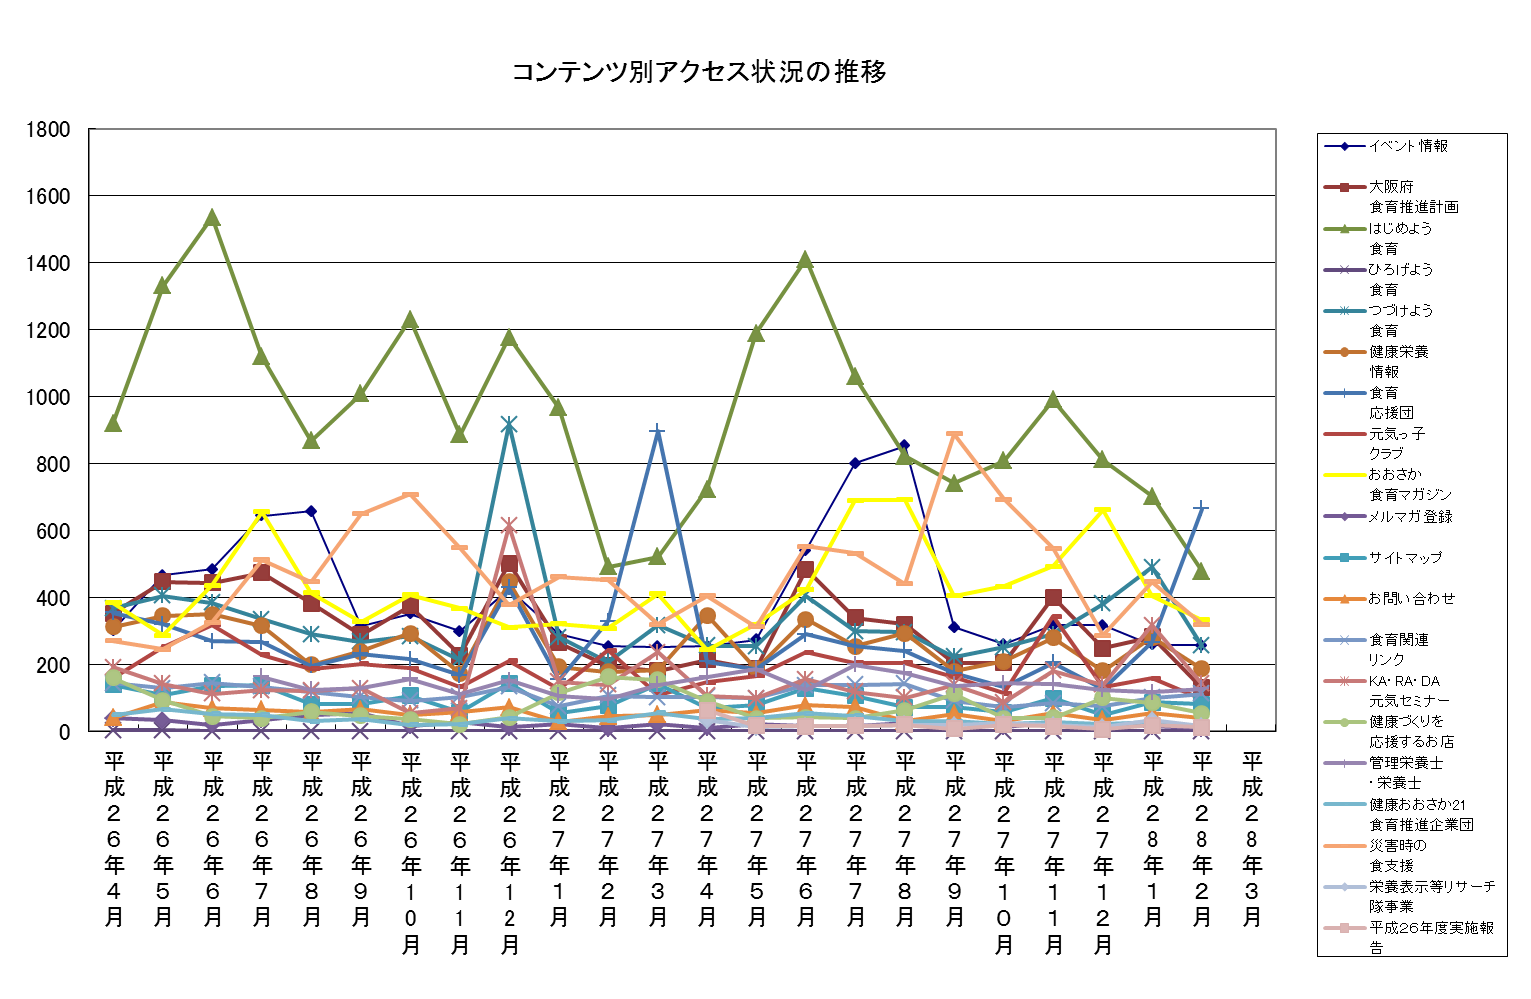 コンテンツ別アクセス状況の推移
1800
1600
1400
1200
1000
800
600
400
200
0
平成２６年４月
平成２６年５月
平成２６年６月
平成２６年７月
平成２６年８月
平成２６年９月
平成２６年１０月
平成２６年１１月
平成２６年１２月
平成２７年１月
平成２７年２月
平成２７年３月
平成２７年４月
平成２７年５月
平成２７年６月
平成２７年７月
平成２７年８月
平成２７年９月
平成２７年１０月
平成２７年１１月
平成２７年１２月
平成２８年１月
平成２８年２月
平成２８年３月
イベント情報
大阪府
食育推進計画
はじめよう
食育
ひろげよう
食育
つづけよう
食育
健康栄養
情報
食育
応援団
元気っ子
クラブ
おおさか
食育マガジン
メルマガ登録
サイトマップ
お問い合わせ
食育関連
リンク
KA・RA・DA
元気セミナー
健康づくりを
応援するお店
管理栄養士
・栄養士
健康おおさか21
食育推進企業団
災害時の
食支援
栄養表示等リサーチ
隊事業
平成２６年度実施報
告